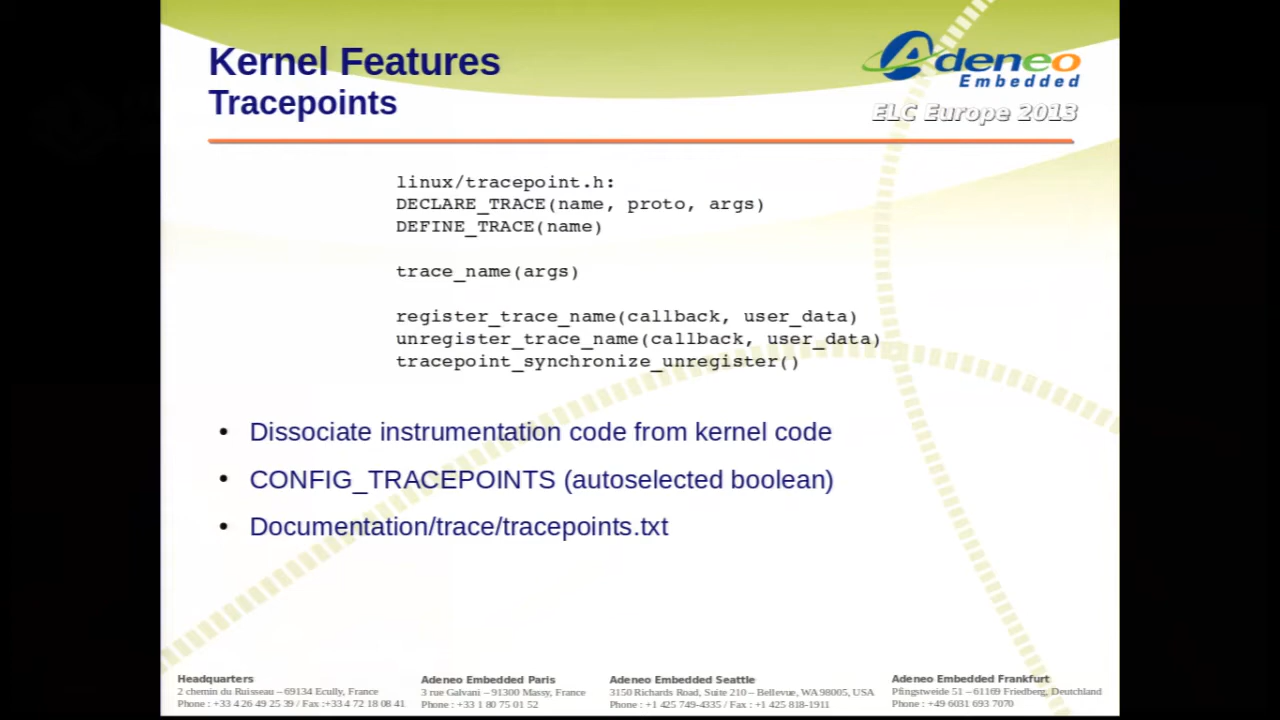 Kernel Features
Tracepoints
Adeneo
Embedded
ELC Europe 2013
linux/tracepoint.h:
DECLARE_TRACE(name, proto, args)
DEFINE_TRACE(name)
trace_name(args)
register_trace_name(callback, user_data)
unregister_trace_name(callback, user_data)
tracepoint_synchronize_unregister()
• Dissociate instrumentation code from kernel code
• CONFIG_TRACEPOINTS (autoselected boolean)
• Documentation/trace/tracepoints.txt
Headquarters
2 chemin du Ruisseau – 69134 Ecully, France
Phone : +33 4 26 49 25 39 / Fax :+33 4 72 18 08 41
Adeneo Embedded Paris
3 rue Galvani – 91300 Massy, France
Phone : +33 1 80 75 01 52
Adeneo Embedded Seattle
3150 Richards Road, Suite 210 – Bellevue, WA 98005, USA
Phone : +1 425 749-4335 / Fax : +1 425 818-1911
Adeneo Embedded Frankfurt
Pfingstweide 51 – 61169 Friedberg, Deutchland
Phone : +49 6031 693 7070